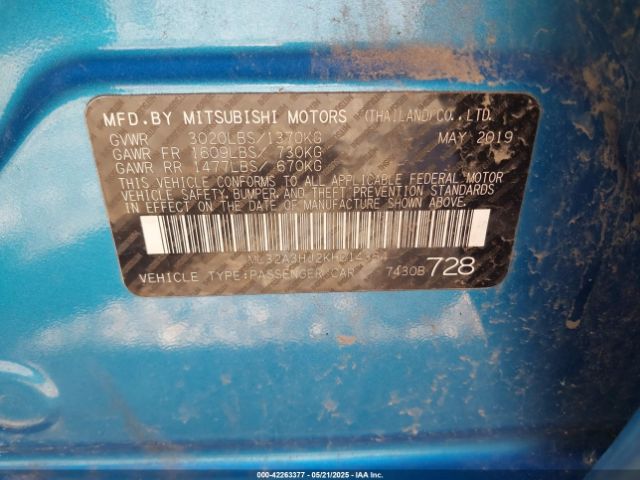 MFD.BY MITSUBISHI MOTORS (THAILAND)CO.,LTD.
GVWR 3020LBS/1370KG MAY 2019
GAWR FR 1609LBS/ 730KG
GAWR RR 1477LBS/ 670KG
THIS VEHICLE CONFORMS TO ALL APPLICABLE FEDERAL MOTOR
VEHICLE SAFETY, BUMPER, AND THEFT PREVENTION STANDARDS
IN EFFECT ON THE DATE OF MANUFACTURE SHOWN ABOVE.
ML32A3HJ2KH014364
VEHICLE TYPE:PASSENGER CAR 7430B 728
000-42263377 - 05/21/2025 - IAA Inc.